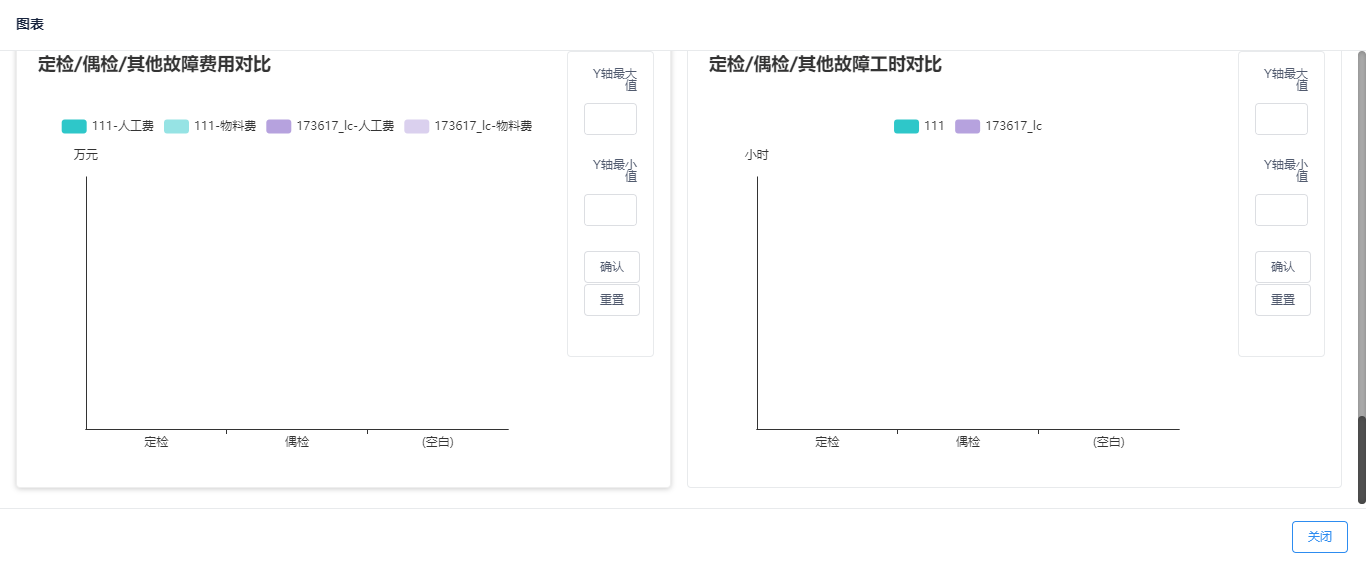 图表
定检/偶检/其他故障费用对比
111-人工费 111-物料费 173617_lc-人工费 173617_lc-物料费
万元
定检 偶检 (空白)
Y轴最大
值
Y轴最小
值
确认
重置
定检/偶检/其他故障工时对比
111 173617_lc
小时
定检 偶检 (空白)
Y轴最大
值
Y轴最小
值
确认
重置
关闭